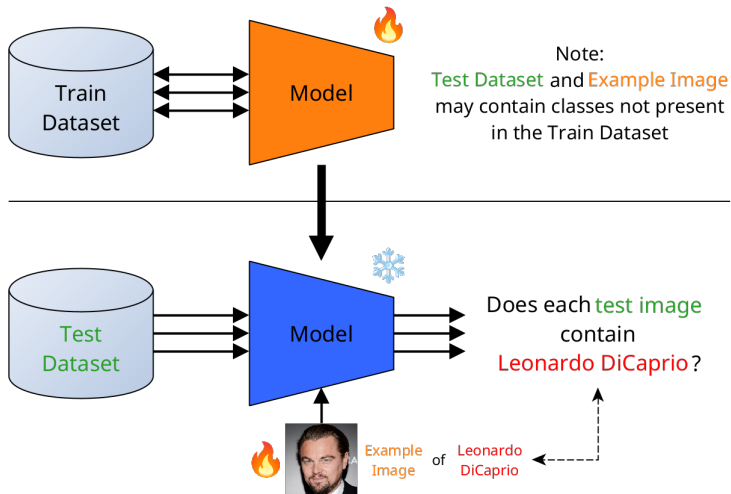 Train
Dataset
Model
Note:
Test Dataset and Example Image
may contain classes not present
in the Train Dataset
Test
Dataset
Model
Does each test image
contain
Leonardo DiCaprio ?
Example
Image
of
Leonardo
DiCaprio